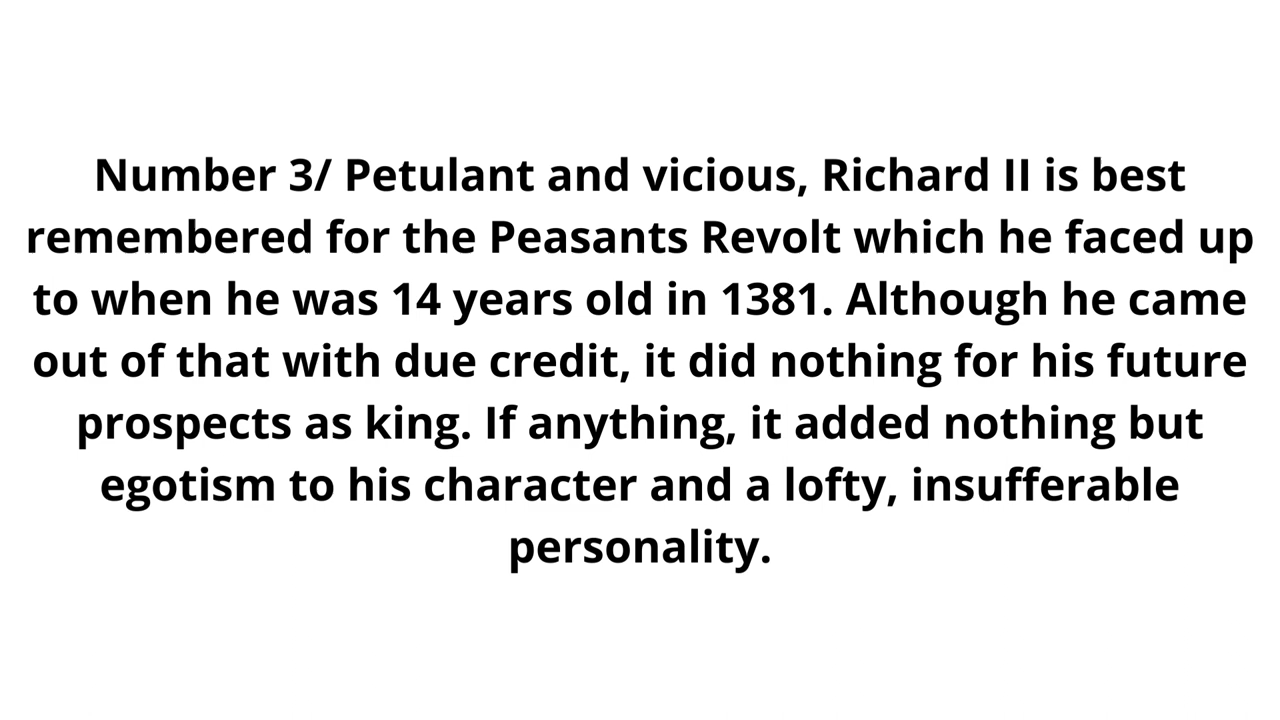 Number 3/ Petulant and vicious, Richard II is best
remembered for the Peasants Revolt which he faced up
to when he was 14 years old in 1381. Although he came
out of that with due credit, it did nothing for his future
prospects as king. If anything, it added nothing but
egotism to his character and a lofty, insufferable
personality.